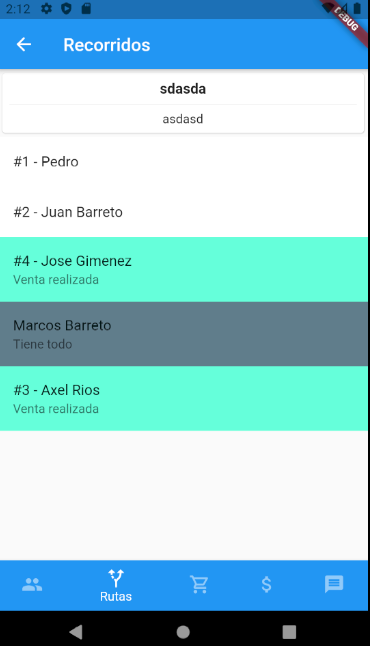 2:12
DEBUG
Recorridos
sdasda
asdasd
#1 - Pedro
#2 - Juan Barreto
#4 - Jose Gimenez
Venta realizada
Marcos Barreto
Tiene todo
#3 - Axel Rios
Venta realizada
Rutas